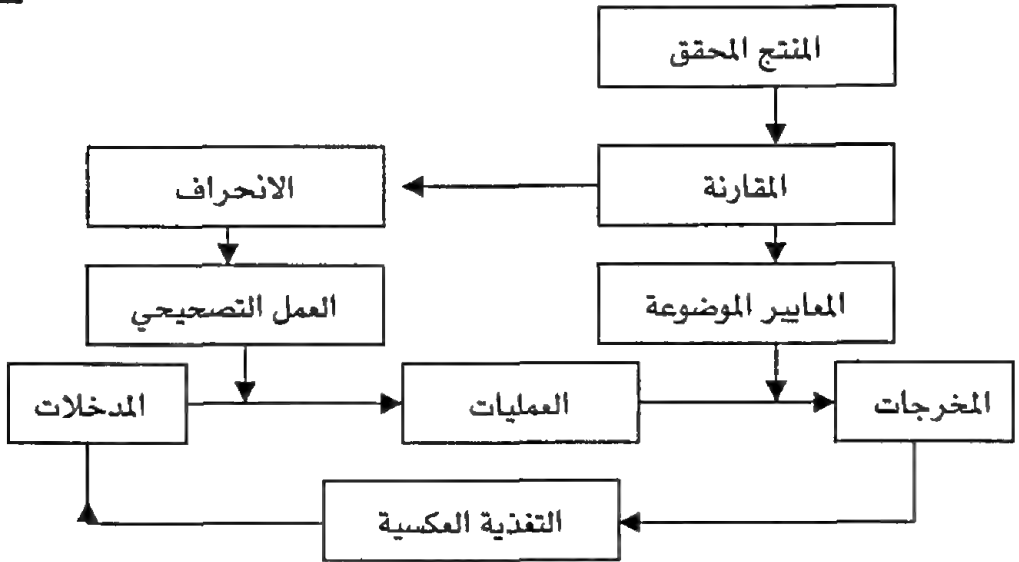 المنتج المحقق
المقارنة
الانحراف
المعايير الموضوعة
العمل التصحيحي
المخرجات
العمليات
المدخلات
التغذية العكسية